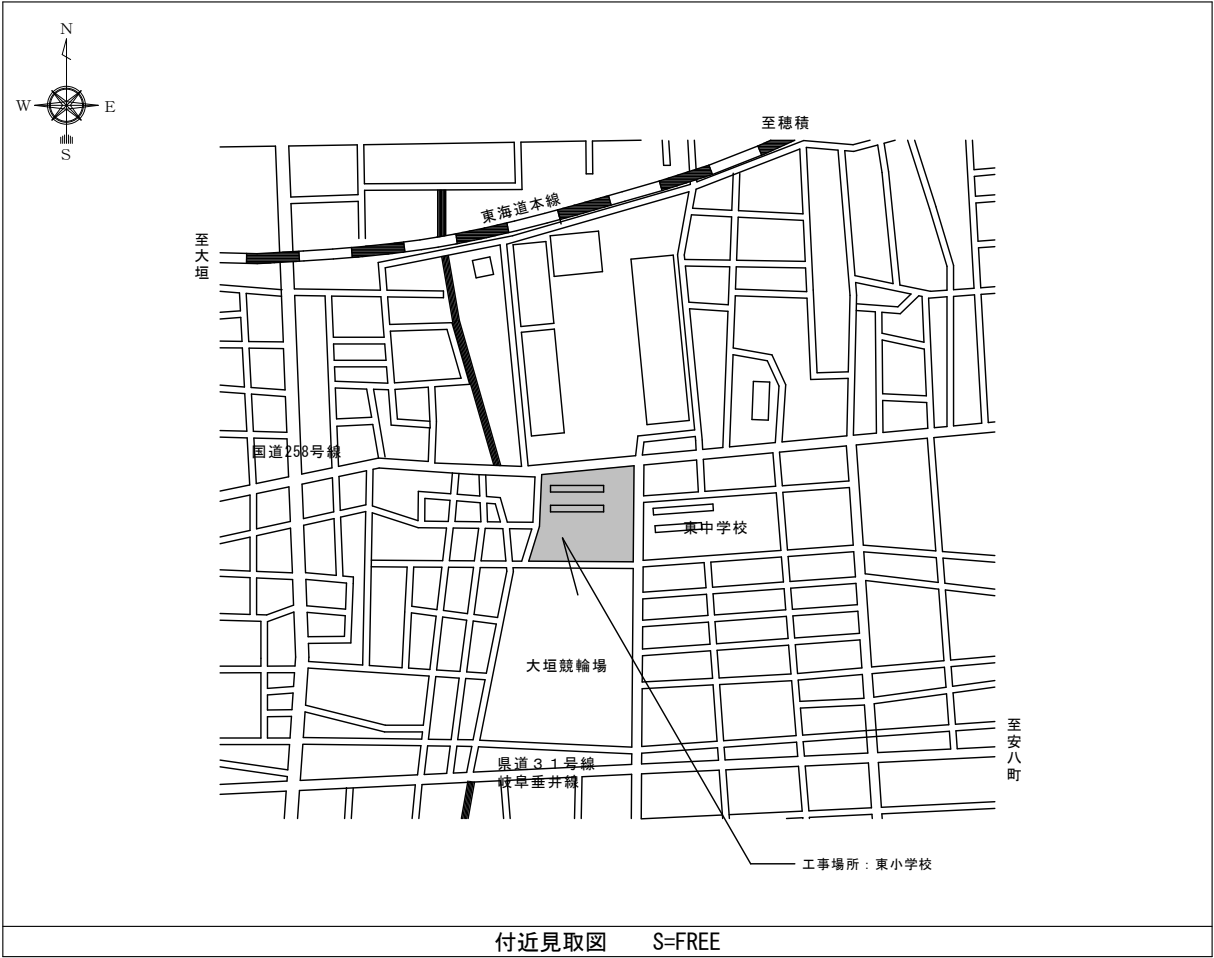 N
W
E
S
至穂積
東海道本線
至大垣
国道258号線
東中学校
大垣競輪場
至安八町
県道３１号線
岐阜垂井線
工事場所：東小学校
付近見取図 S=FREE